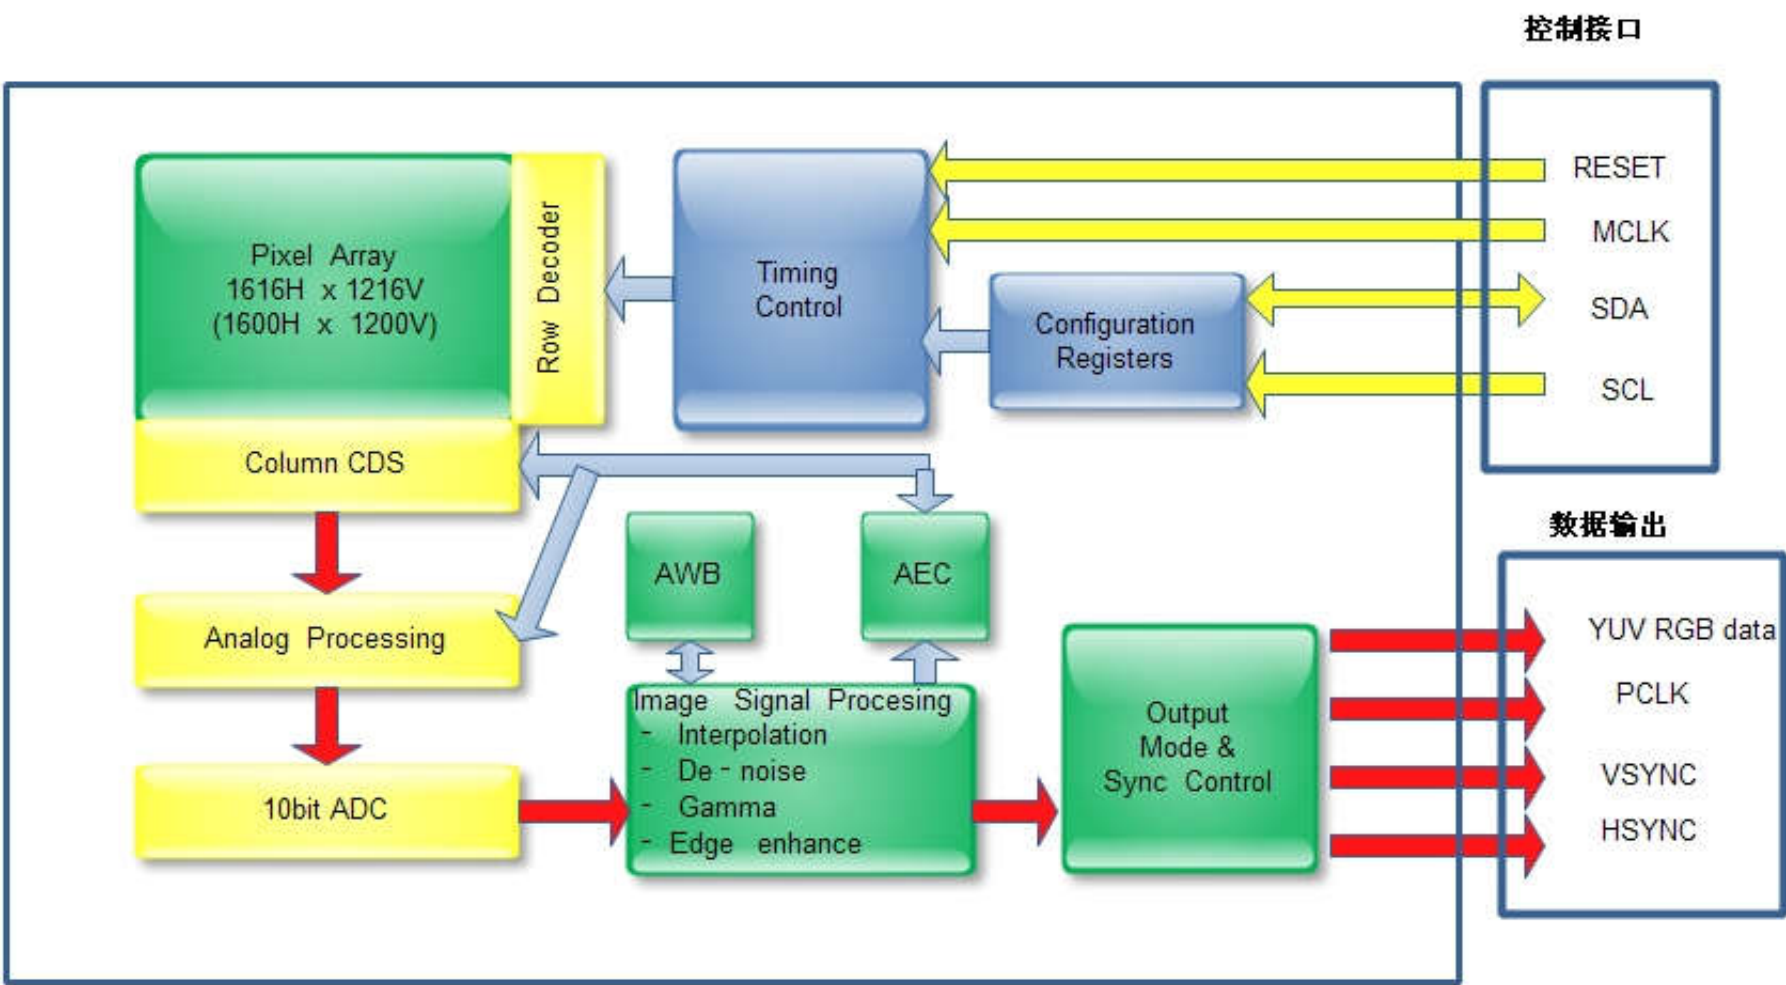 控制接口
RESET
MCLK
SDA
SCL
Pixel Array
1616H x 1216V
(1600H x 1200V)
Row Decoder
Timing
Control
Configuration
Registers
Column CDS
AWB
AEC
Analog Processing
10bit ADC
Image Signal Procesing
- Interpolation
- De-noise
- Gamma
- Edge enhance
Output
Mode &
Sync Control
数据输出
YUV RGB data
PCLK
VSYNC
HSYNC